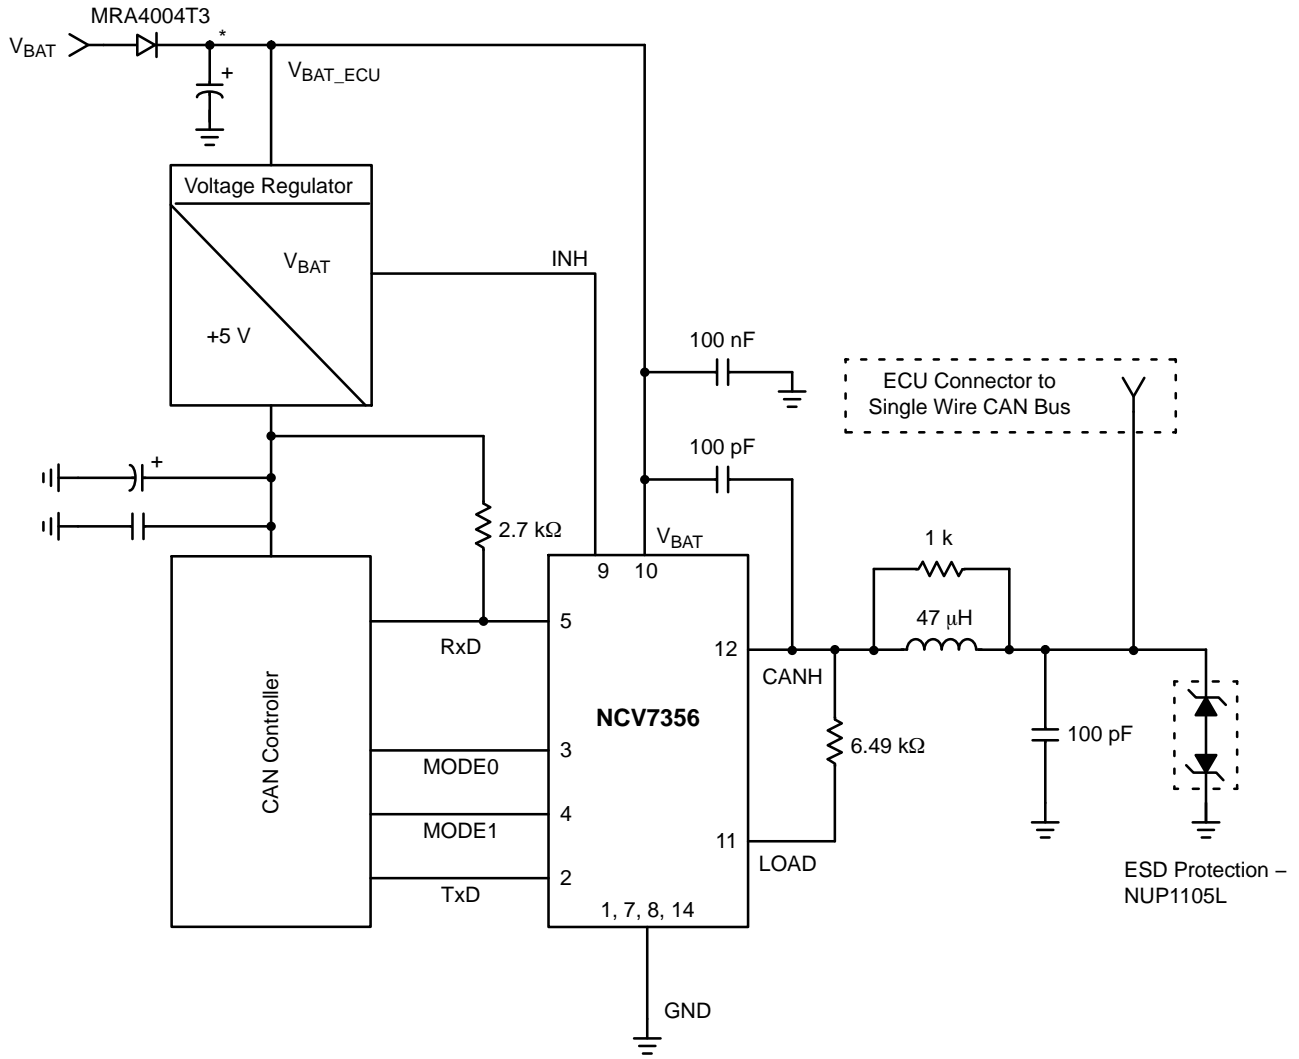 MRA4004T3
VBAT
*
+
VBAT_ECU
Voltage Regulator
VBAT
+5 V
INH
100 nF
ECU Connector to
Single Wire CAN Bus
100 pF
+
2.7 kΩ
VBAT
9
10
1 k
47 μH
5
RxD
12
CANH
CAN Controller
NCV7356
6.49 kΩ
100 pF
3
MODE0
4
MODE1
11
LOAD
2
TxD
1, 7, 8, 14
ESD Protection –
NUP1105L
GND